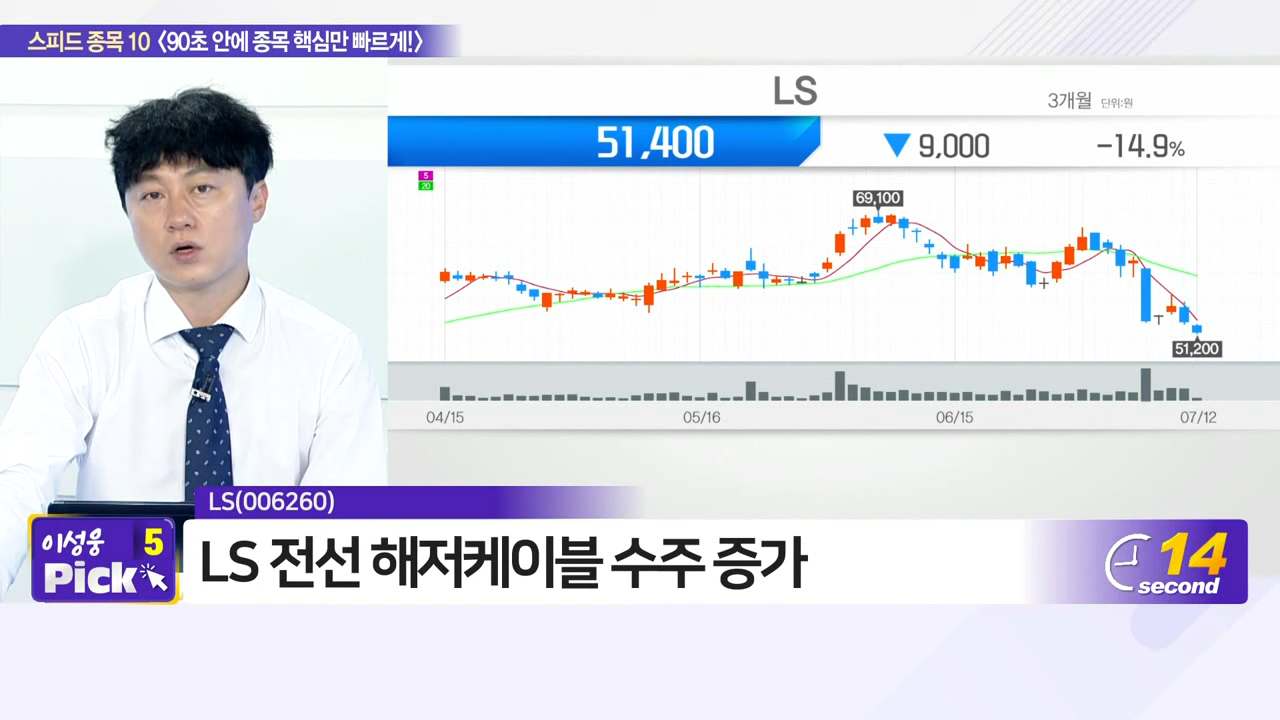 스피드 종목 10 <90초 안에 종목 핵심만 빠르게!>
LS
3개월 단위:원
51,400 ▼ 9,000 -14.9%
5
20
69,100
51,200
04/15 05/16 06/15 07/12
LS(006260)
이성웅 5
Pick
LS 전선 해저케이블 수주 증가
14
second